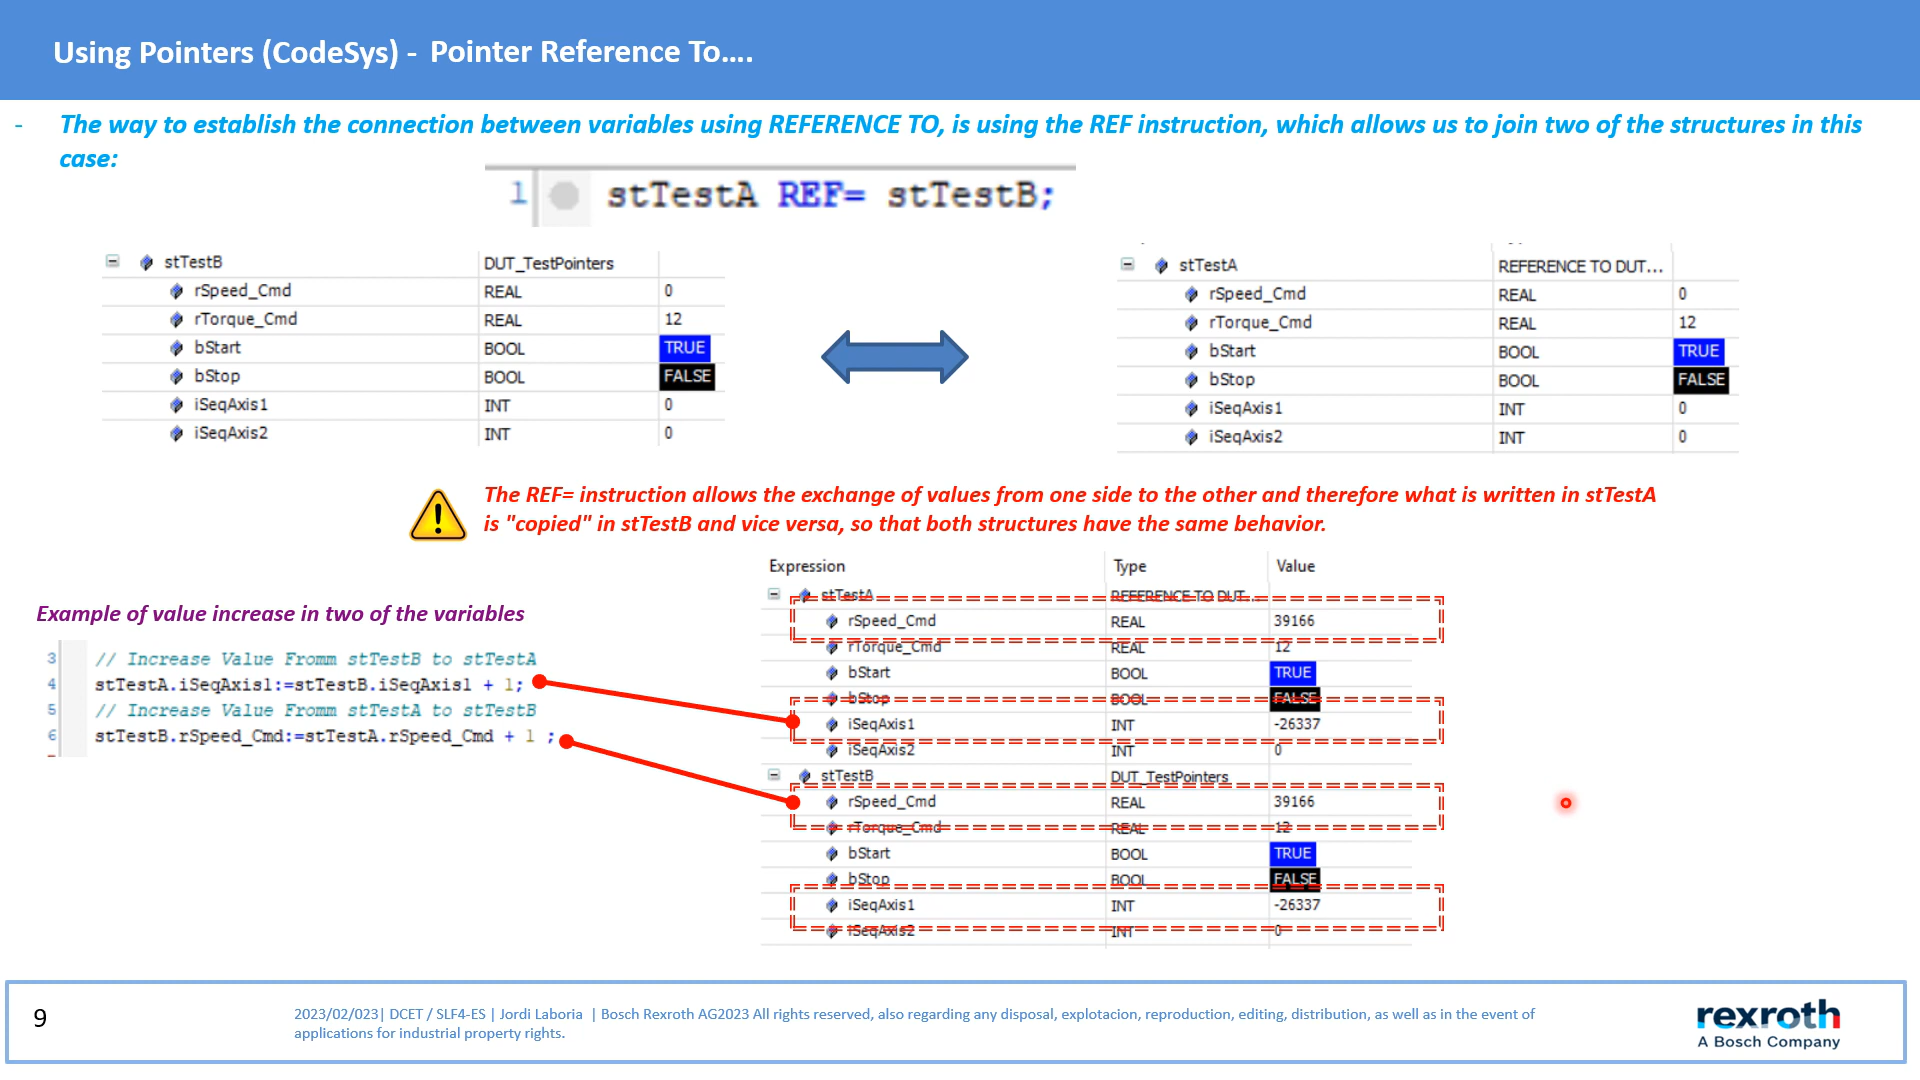 Using Pointers (CodeSys) - Pointer Reference To....
- The way to establish the connection between variables using REFERENCE TO, is using the REF instruction, which allows us to join two of the structures in this
case:
1 stTestA REF= stTestB;
stTestB DUT_TestPointers
rSpeed_Cmd REAL 0
rTorque_Cmd REAL 12
bStart BOOL TRUE
bStop BOOL FALSE
iSeqAxis1 INT 0
iSeqAxis2 INT 0
stTestA REFERENCE TO DUT...
rSpeed_Cmd REAL 0
rTorque_Cmd REAL 12
bStart BOOL TRUE
bStop BOOL FALSE
iSeqAxis1 INT 0
iSeqAxis2 INT 0
The REF= instruction allows the exchange of values from one side to the other and therefore what is written in stTestA
is "copied" in stTestB and vice versa, so that both structures have the same behavior.
Example of value increase in two of the variables
3 // Increase Value Fromm stTestB to stTestA
4 stTestA.iSeqAxis1:=stTestB.iSeqAxis1 + 1;
5 // Increase Value Fromm stTestA to stTestB
6 stTestB.rSpeed_Cmd:=stTestA.rSpeed_Cmd + 1 ;
Expression Type Value
stTestA REFERENCE TO DUT...
rSpeed_Cmd REAL 39166
rTorque_Cmd REAL 12
bStart BOOL TRUE
bStop BOOL FALSE
iSeqAxis1 INT -26337
iSeqAxis2 INT 0
stTestB DUT_TestPointers
rSpeed_Cmd REAL 39166
rTorque_Cmd REAL 12
bStart BOOL TRUE
bStop BOOL FALSE
iSeqAxis1 INT -26337
iSeqAxis2 INT 0
9
2023/02/023| DCET / SLF4-ES | Jordi Laboria | Bosch Rexroth AG2023 All rights reserved, also regarding any disposal, explotacion, reproduction, editing, distribution, as well as in the event of
applications for industrial property rights.
rexroth
A Bosch Company